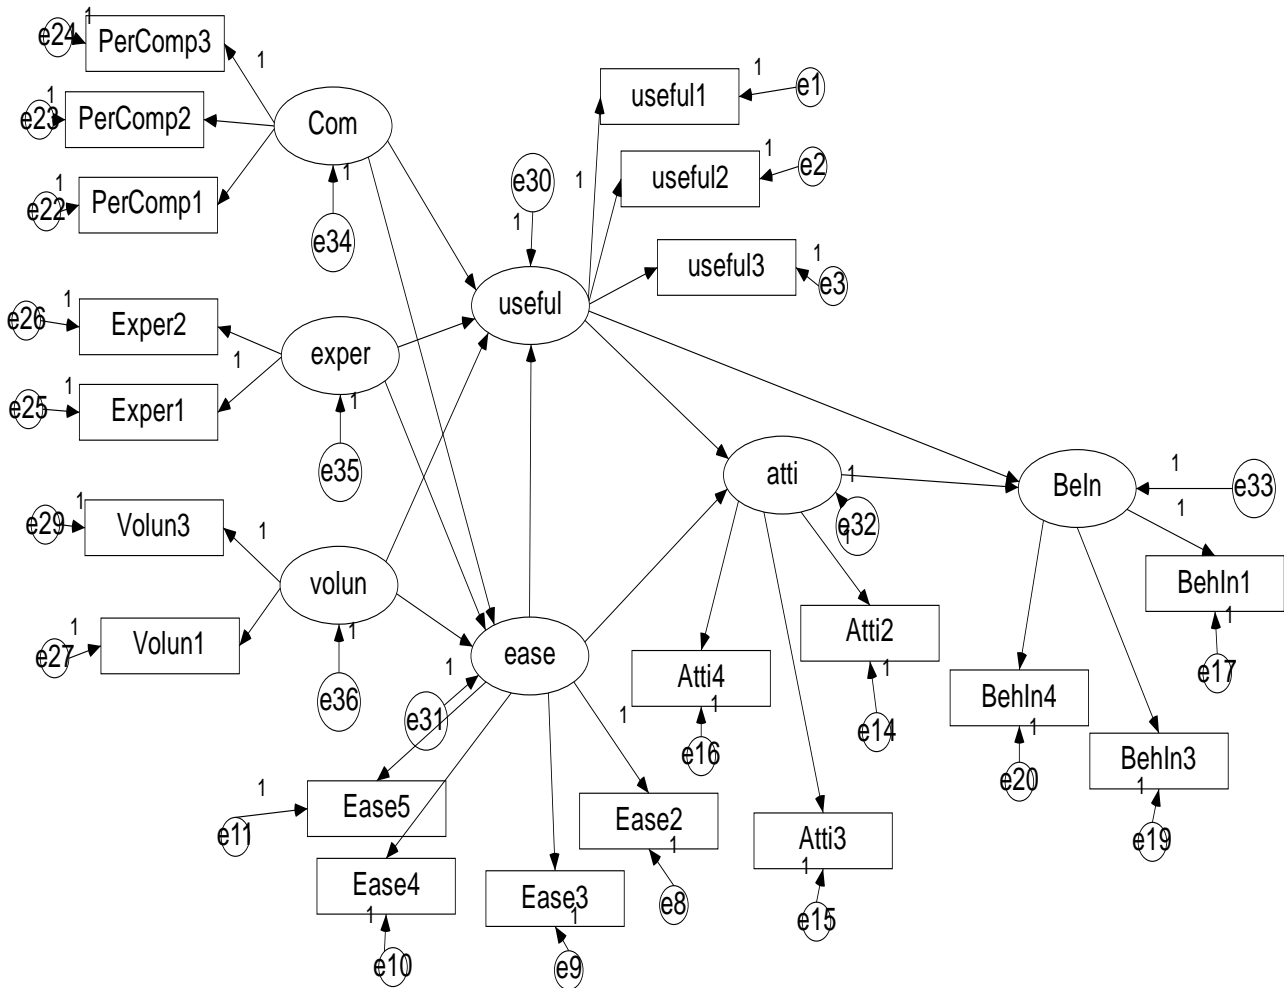 1
e24
PerComp3
1
1
e23
PerComp2
Com
1
e22
PerComp1
1
e34
e30
1
useful
1
useful1
1
e1
useful2
1
e2
useful3
1
e3
1
e26
Exper2
1
exper
1
e25
Exper1
1
e35
1
e29
Volun3
1
volun
1
e27
Volun1
1
e36
ease
1
e31
atti
1
e32
1
BeIn
1
e33
1
BehIn1
1
e17
BehIn4
1
e20
BehIn3
1
e19
Atti2
1
e14
Atti4
1
e16
Atti3
1
e15
1
Ease2
1
e8
Ease3
1
e9
Ease4
1
e10
1
Ease5
e11